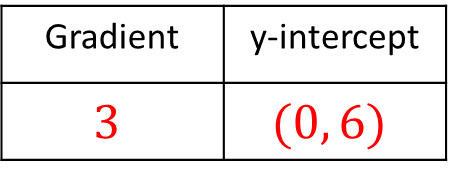 Gradient y-intercept
3 (0, 6)